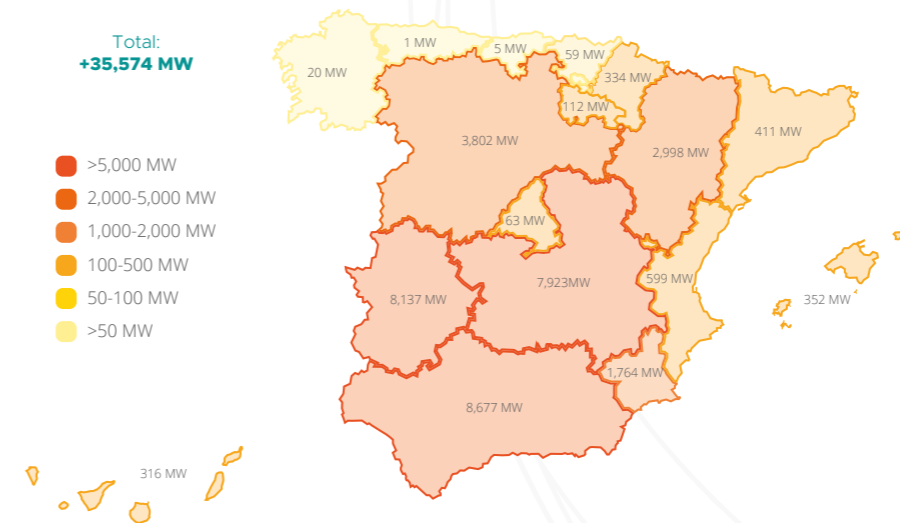 Total:
+35,574 MW
>5,000 MW
2,000-5,000 MW
1,000-2,000 MW
100-500 MW
50-100 MW
>50 MW
1 MW
5 MW
59 MW
20 MW
334 MW
112 MW
3,802 MW
2,998 MW
411 MW
63 MW
599 MW
7,923MW
8,137 MW
352 MW
1,764 MW
8,677 MW
316 MW